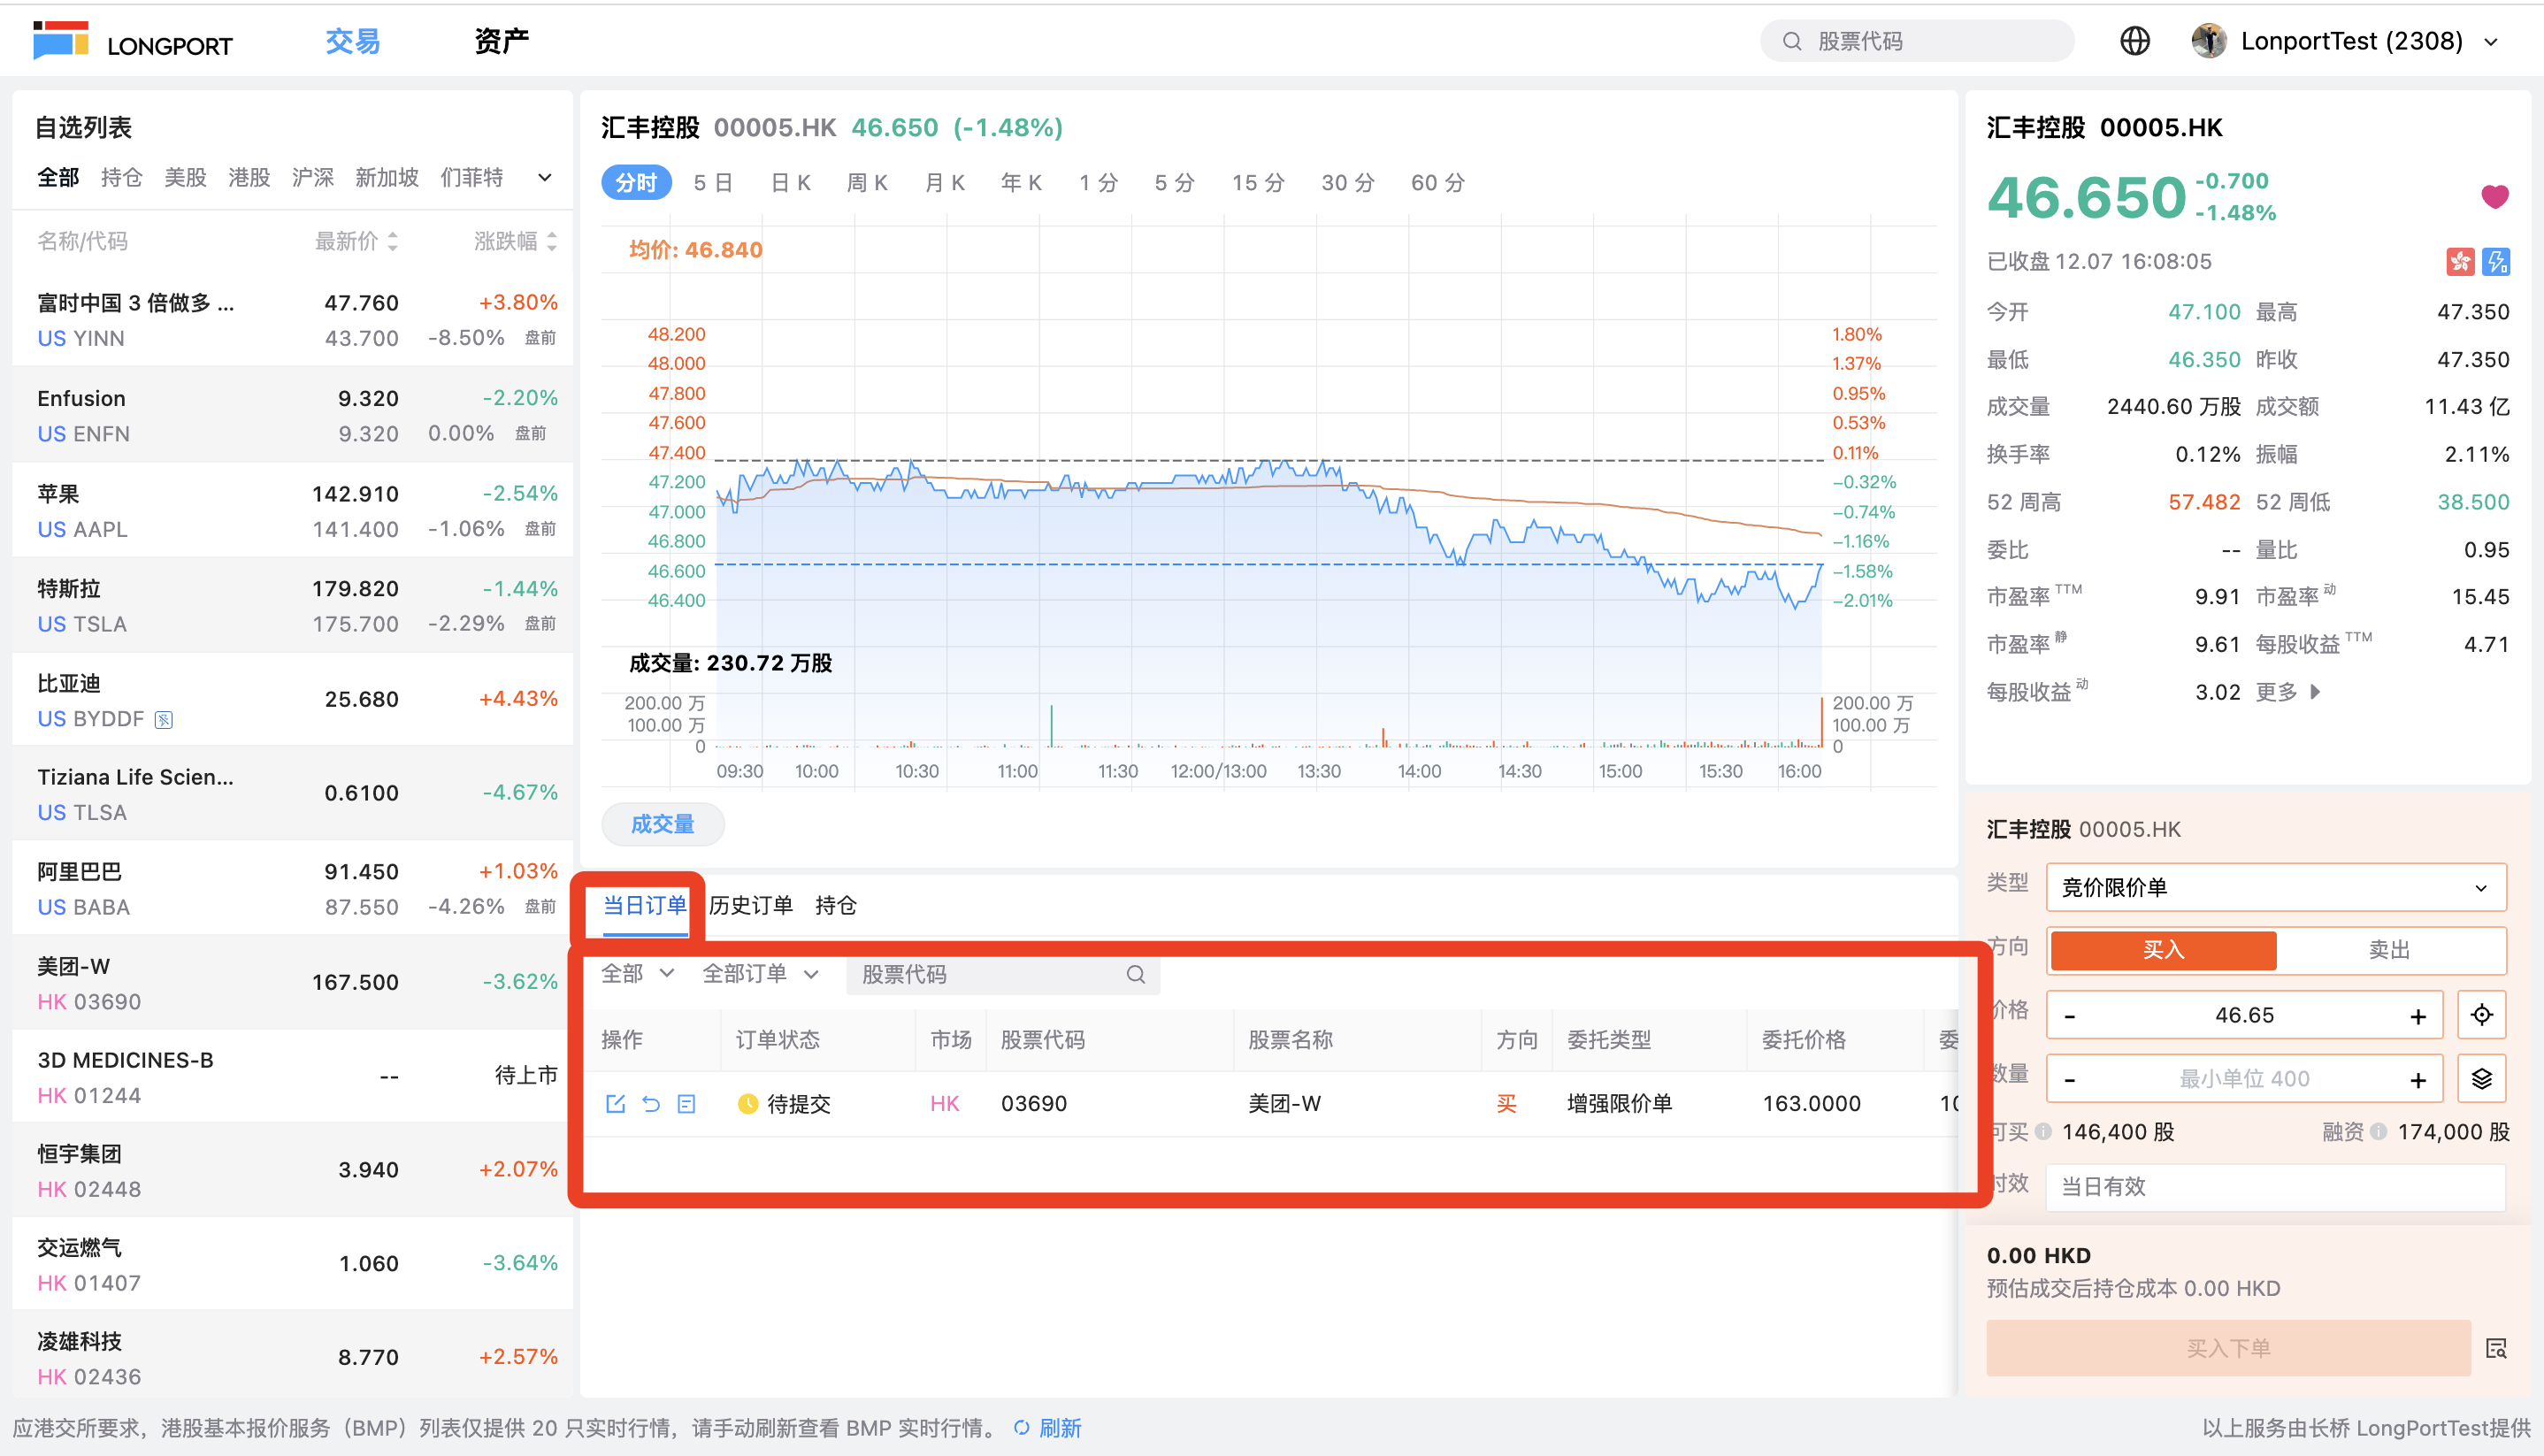 LONGPORT 交易 资产 股票代码 LonportTest (2308)
自选列表
全部 持仓 美股 港股 沪深 新加坡 们菲特
名称/代码 最新价 涨跌幅
富时中国 3 倍做多 ... 47.760 +3.80%
US YINN 43.700 -8.50% 盘前
Enfusion 9.320 -2.20%
US ENFN 9.320 0.00% 盘前
苹果 142.910 -2.54%
US AAPL 141.400 -1.06% 盘前
特斯拉 179.820 -1.44%
US TSLA 175.700 -2.29% 盘前
比亚迪 25.680 +4.43%
US BYDDF
Tiziana Life Scien... 0.6100 -4.67%
US TLSA
阿里巴巴 91.450 +1.03%
US BABA 87.550 -4.26% 盘前
美团-W 167.500 -3.62%
HK 03690
3D MEDICINES-B -- 待上市
HK 01244
恒宇集团 3.940 +2.07%
HK 02448
交运燃气 1.060 -3.64%
HK 01407
凌雄科技 8.770 +2.57%
HK 02436
汇丰控股 00005.HK 46.650 (-1.48%)
分时 5 日 日 K 周 K 月 K 年 K 1 分 5 分 15 分 30 分 60 分
均价: 46.840
48.200 1.80%
48.000 1.37%
47.800 0.95%
47.600 0.53%
47.400 0.11%
47.200 −0.32%
47.000 −0.74%
46.800 −1.16%
46.600 −1.58%
46.400 −2.01%
成交量: 230.72 万股
200.00 万 200.00 万
100.00 万 100.00 万
0 0
09:30 10:00 10:30 11:00 11:30 12:00/13:00 13:30 14:00 14:30 15:00 15:30 16:00
成交量
当日订单 历史订单 持仓
全部 全部订单 股票代码
操作 订单状态 市场 股票代码 股票名称 方向 委托类型 委托价格 委
待提交 HK 03690 美团-W 买 增强限价单 163.0000 10
汇丰控股 00005.HK
46.650 -0.700
-1.48%
已收盘 12.07 16:08:05
今开 47.100 最高 47.350
最低 46.350 昨收 47.350
成交量 2440.60 万股 成交额 11.43 亿
换手率 0.12% 振幅 2.11%
52 周高 57.482 52 周低 38.500
委比 -- 量比 0.95
市盈率 TTM 9.91 市盈率 动 15.45
市盈率 静 9.61 每股收益 TTM 4.71
每股收益 动 3.02 更多
汇丰控股 00005.HK
类型 竞价限价单
方向 买入 卖出
价格 - 46.65 +
数量 - 最小单位 400 +
可买 146,400 股 融资 174,000 股
时效 当日有效
0.00 HKD
预估成交后持仓成本 0.00 HKD
买入下单
应港交所要求，港股基本报价服务（BMP）列表仅提供 20 只实时行情，请手动刷新查看 BMP 实时行情。 刷新
以上服务由长桥 LongPortTest提供